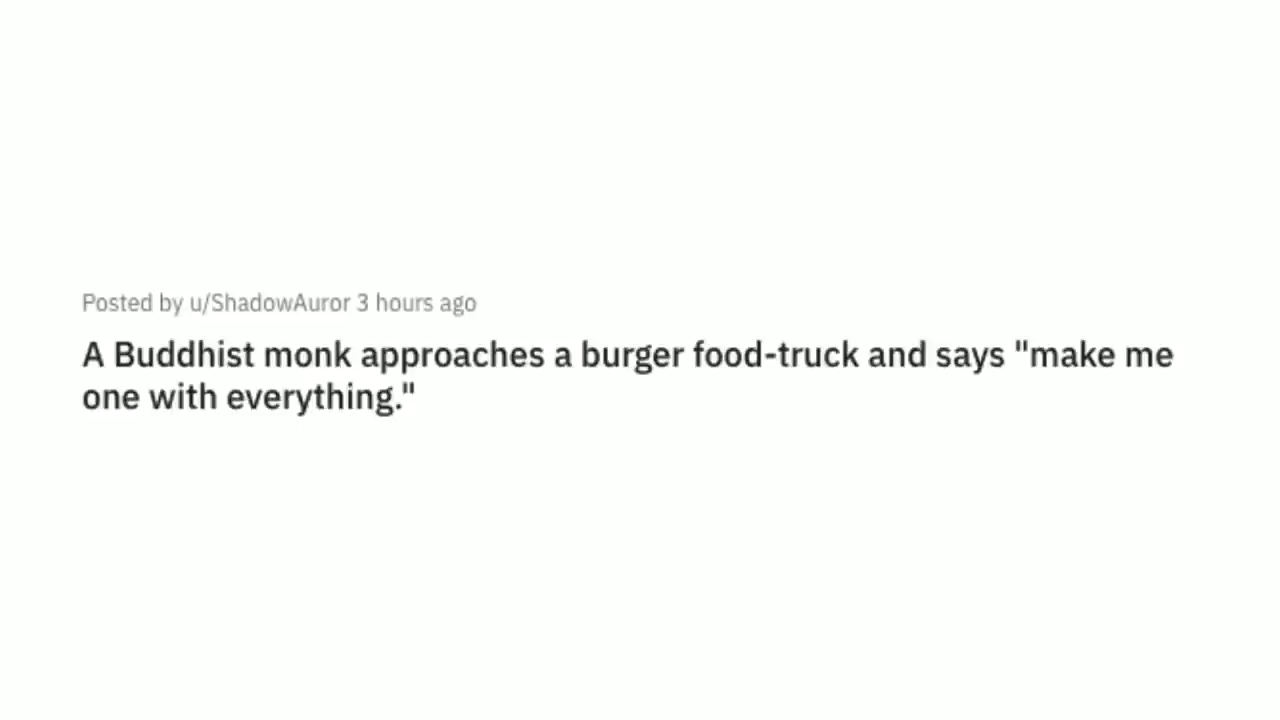 Posted by u/ShadowAuror 3 hours ago
A Buddhist monk approaches a burger food-truck and says "make me
one with everything."